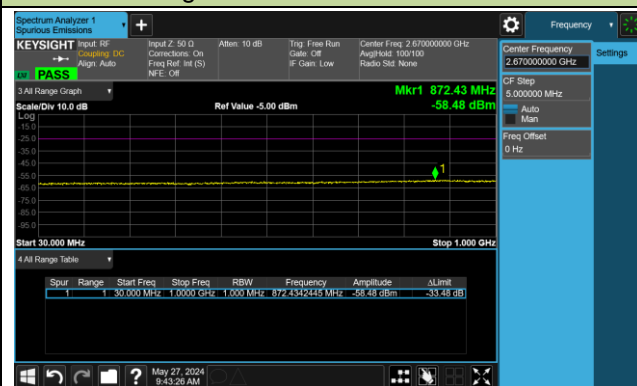 Spectrum Analyzer 1
Spurious Emissions
Frequency
KEYSIGHT
Input: RF
Coupling: DC
Align: Auto
Input Z: 50 Ω
Corrections: On
Freq Ref: Int (S)
NFE: Off
Atten: 10 dB
Trig: Free Run
Gate: Off
IF Gain: Low
Center Freq: 2.670000000 GHz
Avg|Hold: 100/100
Radio Std: None
PASS
Center Frequency
2.670000000 GHz
Settings
CF Step
5.000000 MHz
Auto
Man
Freq Offset
0 Hz
3 All Range Graph
Mkr1 872.43 MHz
Scale/Div 10.0 dB
Ref Value -5.00 dBm
-58.48 dBm
Log
-15.0
-25.0
-35.0
-45.0
-55.0
-65.0
-75.0
-85.0
-95.0
1
Start 30.000 MHz
Stop 1.000 GHz
4 All Range Table
Spur Range Start Freq Stop Freq RBW Frequency Amplitude ΔLimit
1 1 30.000 MHz 1.0000 GHz 1.000 MHz 872.4342445 MHz -58.48 dBm -33.48 dB
?
May 27, 2024
9:43:26 AM